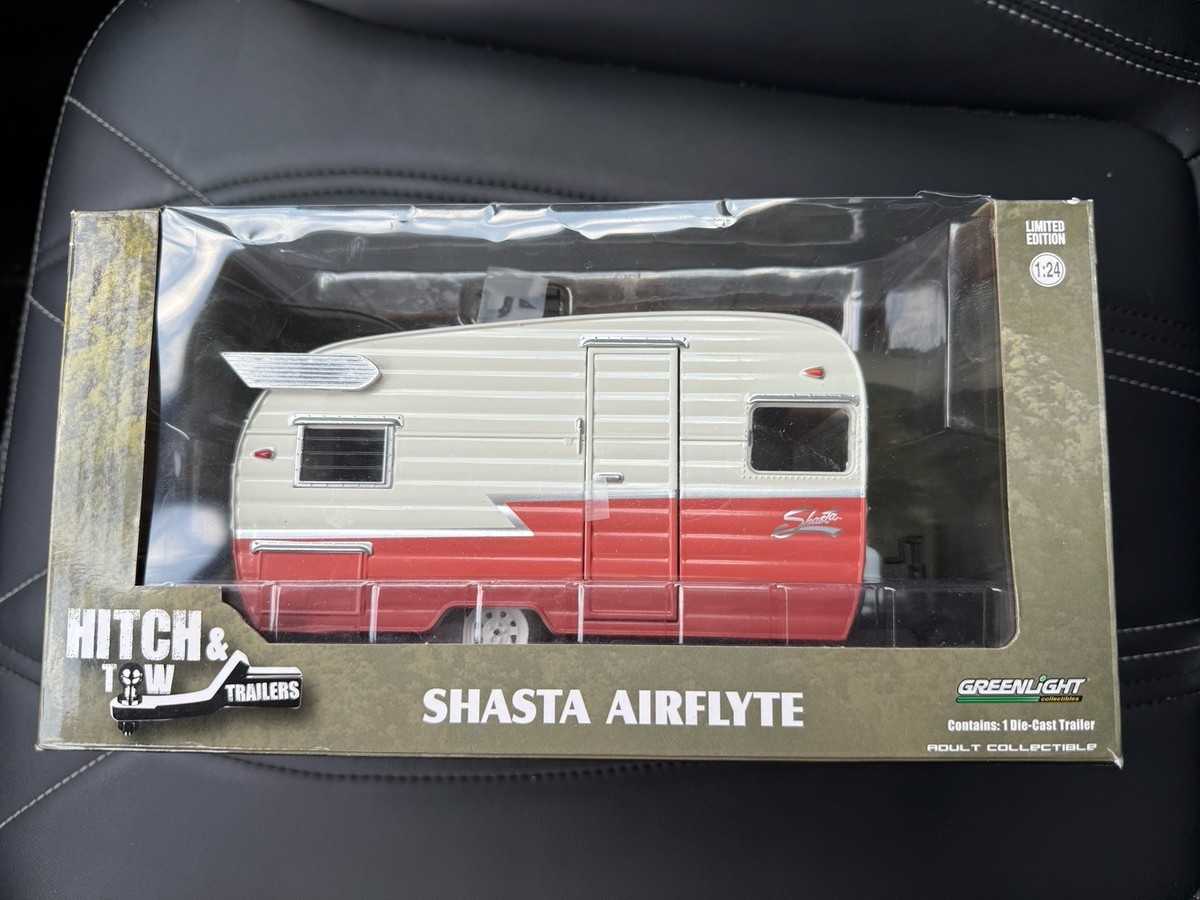 LIMITED
EDITION
1:24
Shasta
HITCH &
TOW
TRAILERS
SHASTA AIRFLYTE
GREENLIGHT
collectibles
Contains: 1 Die-Cast Trailer
ADULT COLLECTIBLE